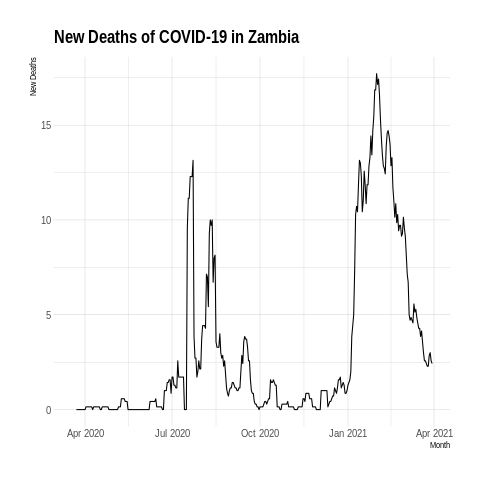 New Deaths of COVID-19 in Zambia
New Deaths
15
10
5
0
Apr 2020 Jul 2020 Oct 2020 Jan 2021 Apr 2021
Month